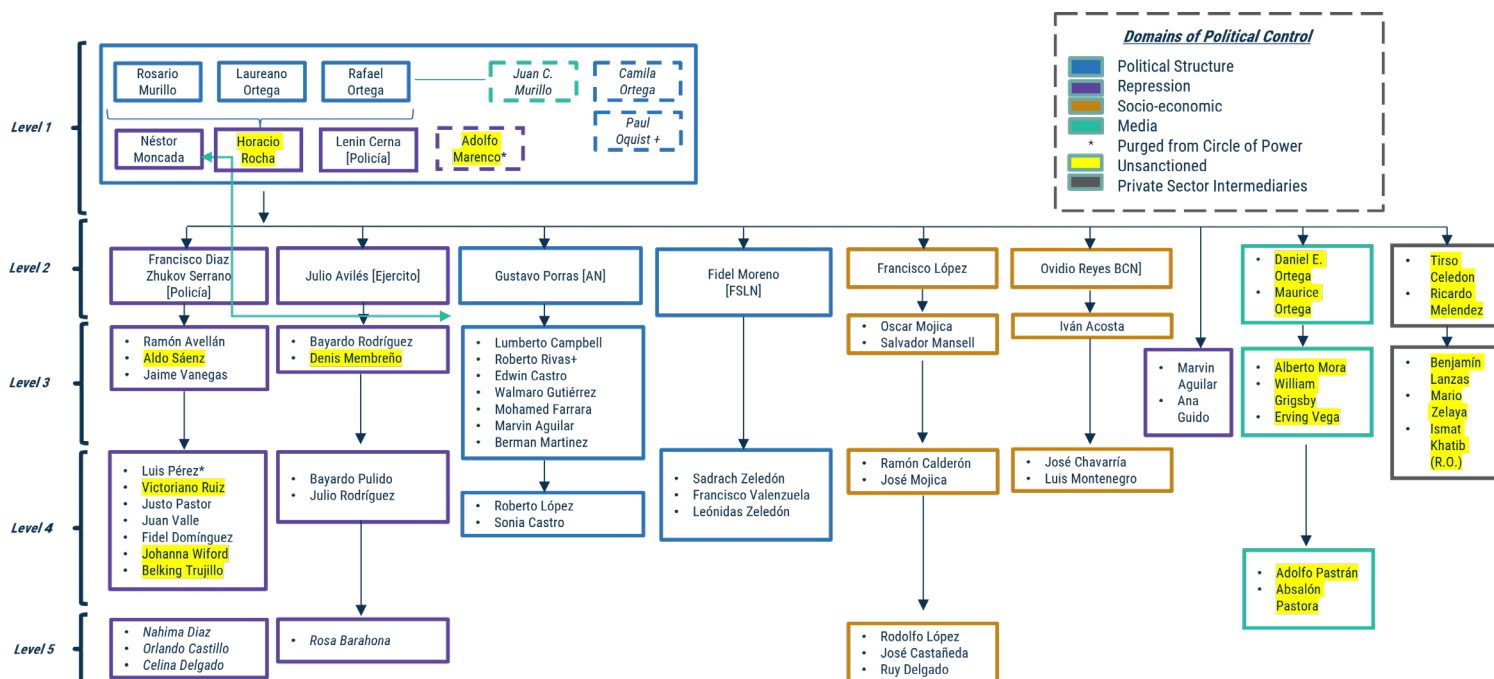 Domains of Political Control
Political Structure
Repression
Socio-economic
Media
* Purged from Circle of Power
Unsanctioned
Private Sector Intermediaries
Level 1
Rosario
Murillo
Laureano
Ortega
Rafael
Ortega
Juan C.
Murillo
Camila
Ortega
Paul
Oquist +
Néstor
Moncada
Horacio
Rocha
Lenin Cerna
[Policía]
Adolfo
Marenco*
Level 2
Francisco Diaz
Zhukov Serrano
[Policía]
Julio Avilés [Ejercito]
Gustavo Porras [AN]
Fidel Moreno
[FSLN]
Francisco López
Ovidio Reyes BCN]
• Daniel E.
Ortega
• Maurice
Ortega
• Tirso
Celedon
• Ricardo
Melendez
Level 3
• Ramón Avellán
• Aldo Sáenz
• Jaime Vanegas
• Bayardo Rodríguez
• Denis Membreño
• Lumberto Campbell
• Roberto Rivas+
• Edwin Castro
• Walmaro Gutiérrez
• Mohamed Farrara
• Marvin Aguilar
• Berman Martinez
• Oscar Mojica
• Salvador Mansell
Iván Acosta
• Marvin
Aguilar
• Ana
Guido
• Alberto Mora
• William
Grigsby
• Erving Vega
• Benjamín
Lanzas
• Mario
Zelaya
• Ismat
Khatib
(R.O.)
Level 4
• Luis Pérez*
• Victoriano Ruiz
• Justo Pastor
• Juan Valle
• Fidel Domínguez
• Johanna Wiford
• Belking Trujillo
• Bayardo Pulido
• Julio Rodríguez
• Roberto López
• Sonia Castro
• Sadrach Zeledón
• Francisco Valenzuela
• Leónidas Zeledón
• Ramón Calderón
• José Mojica
• José Chavarría
• Luis Montenegro
• Adolfo Pastrán
• Absalón
Pastora
Level 5
• Nahima Diaz
• Orlando Castillo
• Celina Delgado
• Rosa Barahona
• Rodolfo López
• José Castañeda
• Ruy Delgado